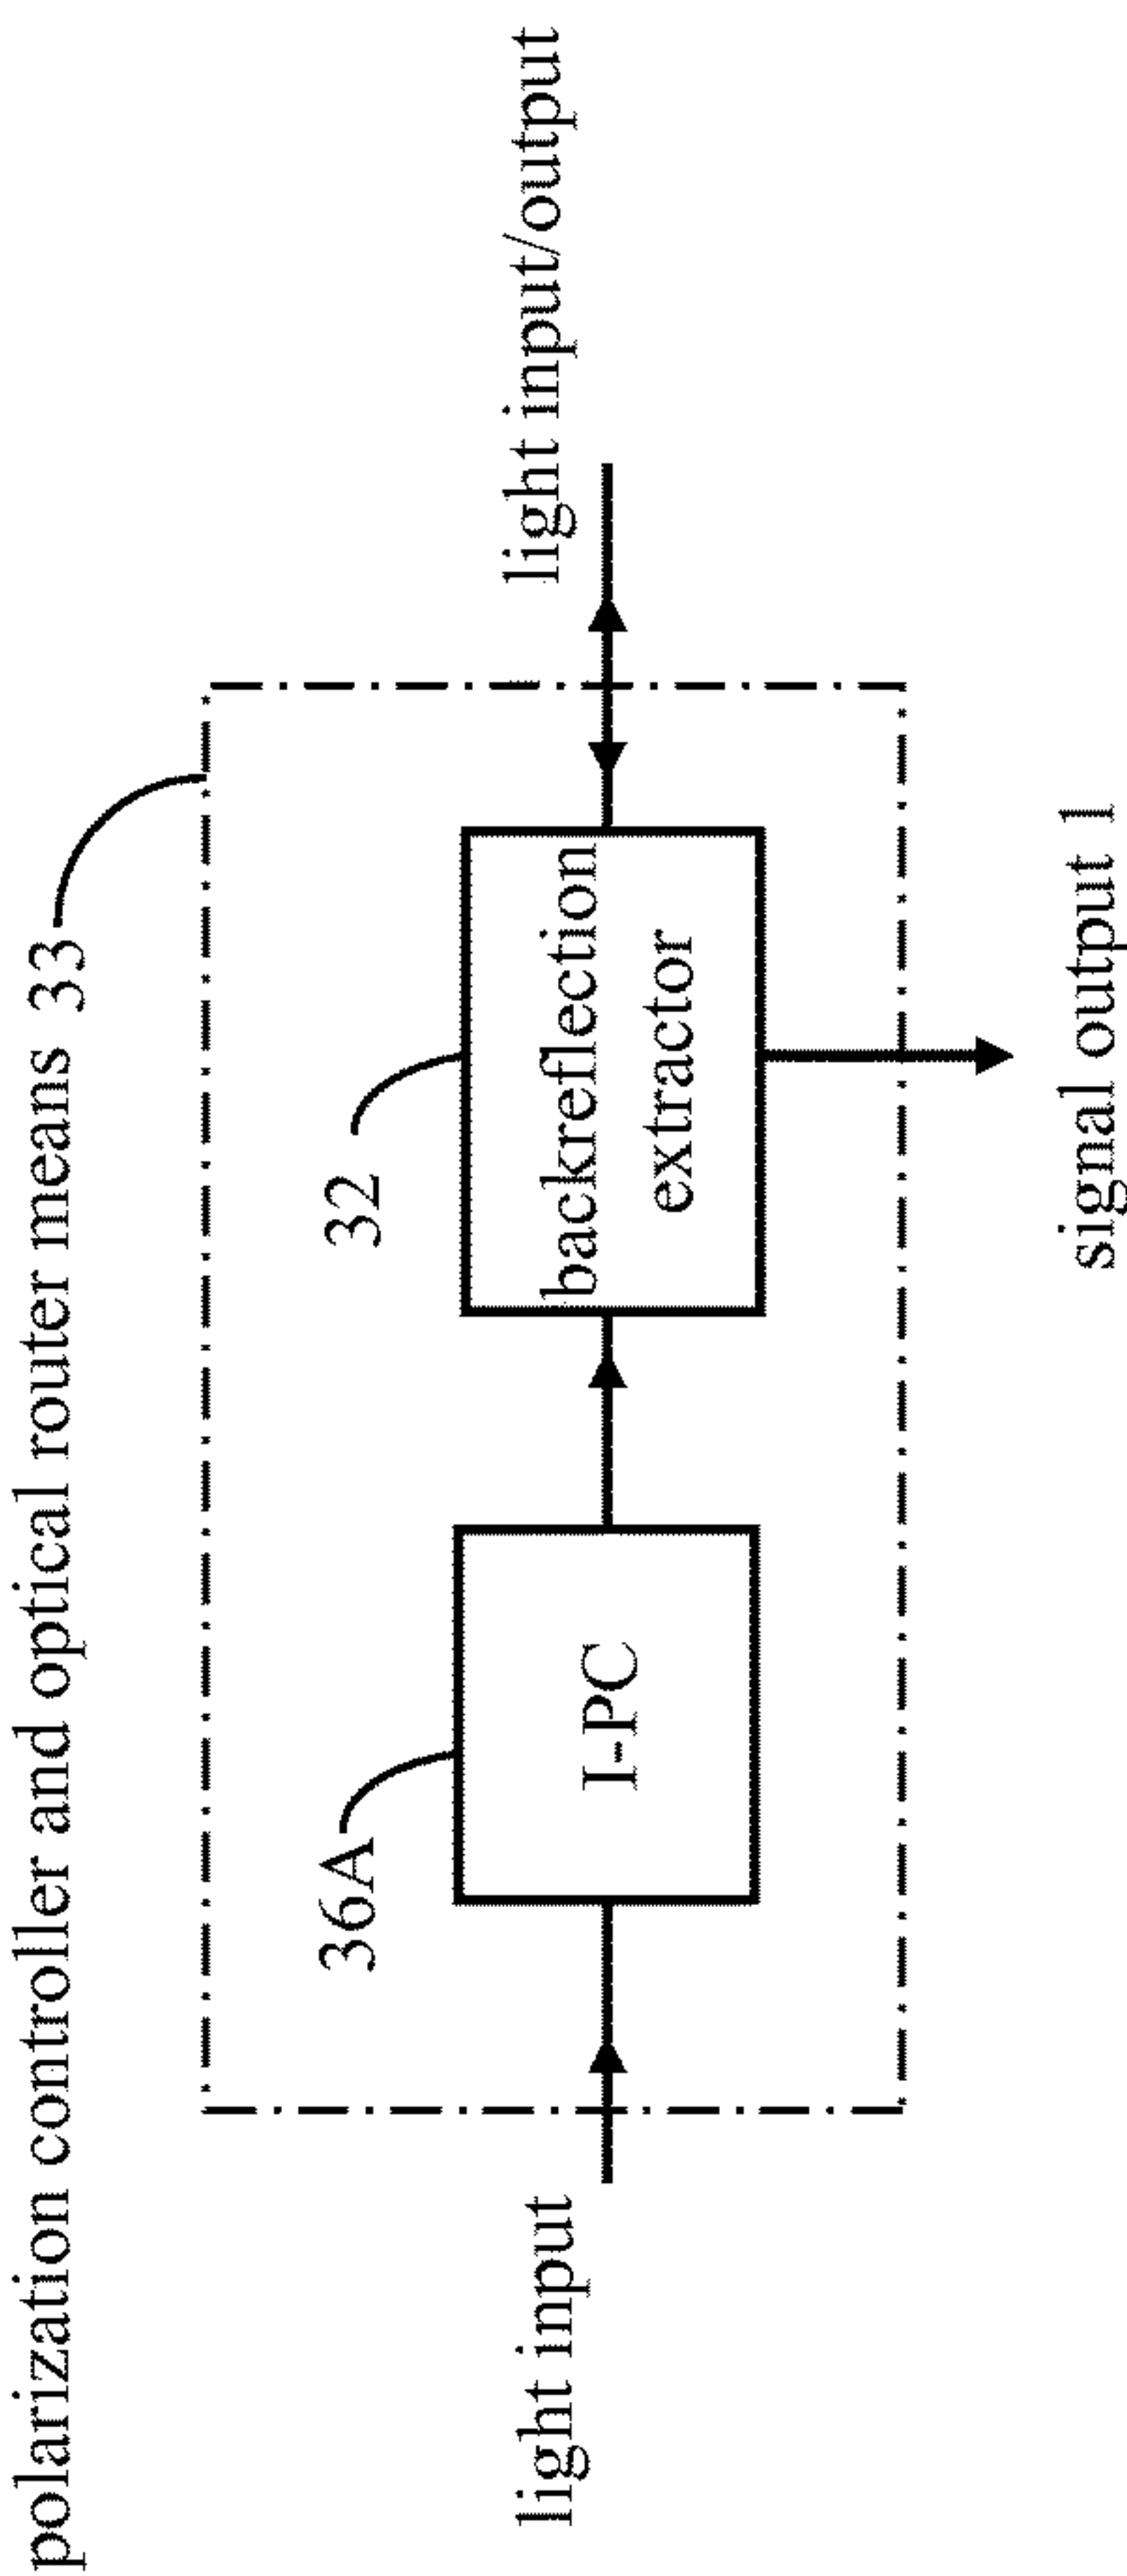 polarization controller and optical router means 33
36A
32
light input
I-PC
backreflection
extractor
light input/output
signal output 1